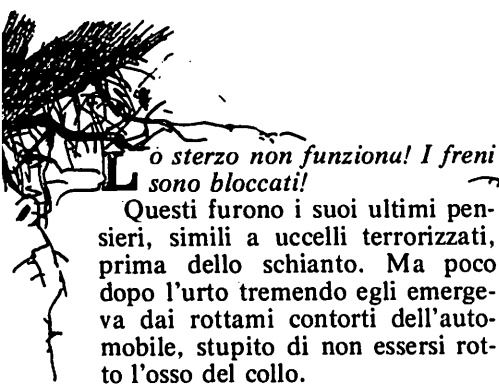 Lo sterzo non funziona! I freni
sono bloccati!
Questi furono i suoi ultimi pen-
sieri, simili a uccelli terrorizzati,
prima dello schianto. Ma poco
dopo l'urto tremendo egli emerge-
va dai rottami contorti dell'auto-
mobile, stupito di non essersi rot-
to l'osso del collo.